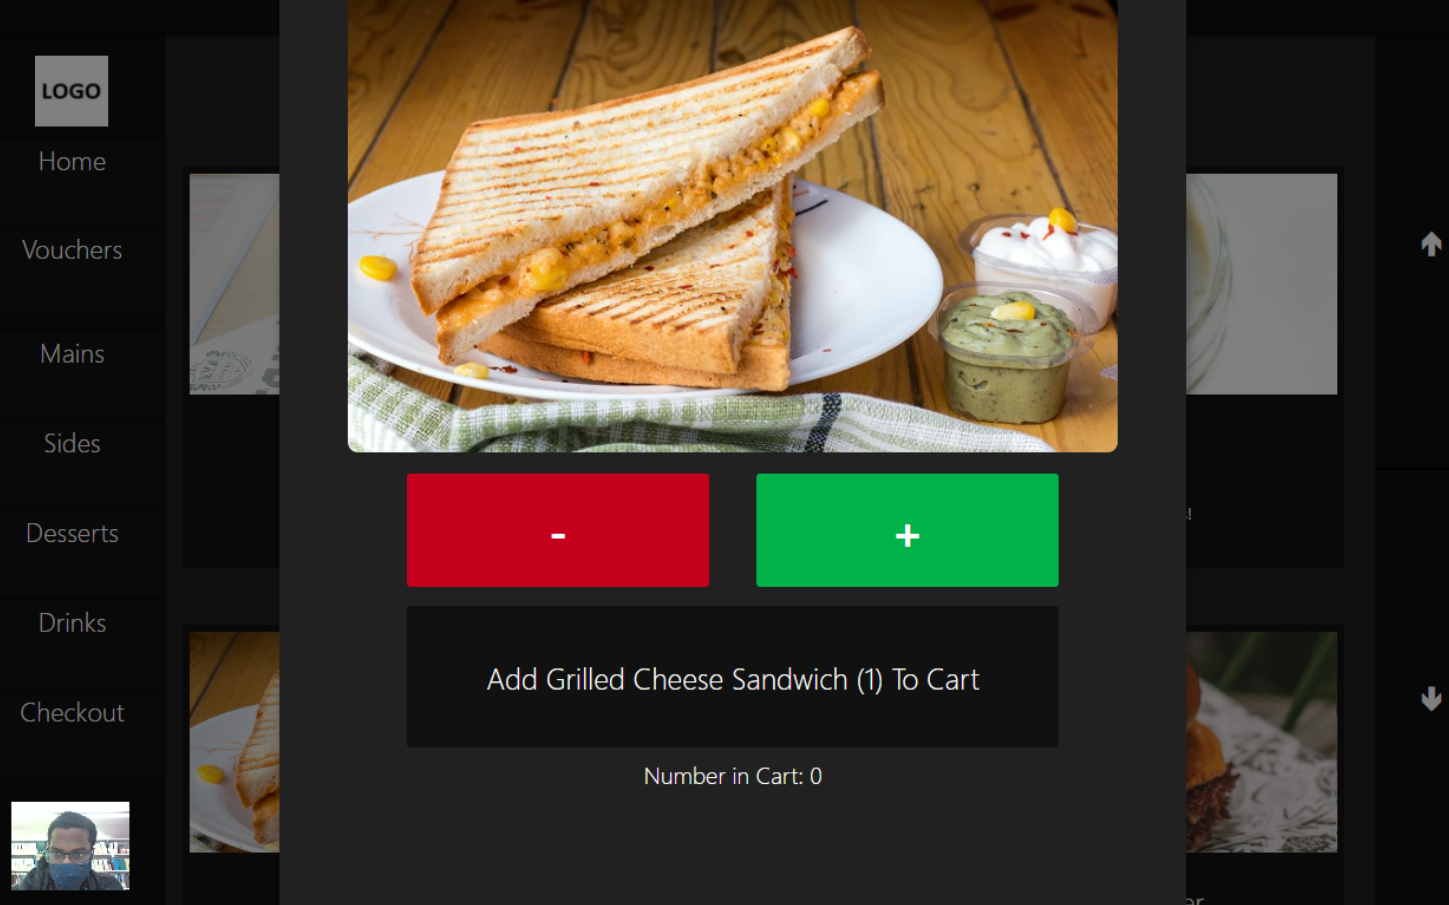 LOGO
Home
Vouchers
Mains
Sides
Desserts
Drinks
Checkout
-
+
Add Grilled Cheese Sandwich (1) To Cart
Number in Cart: 0